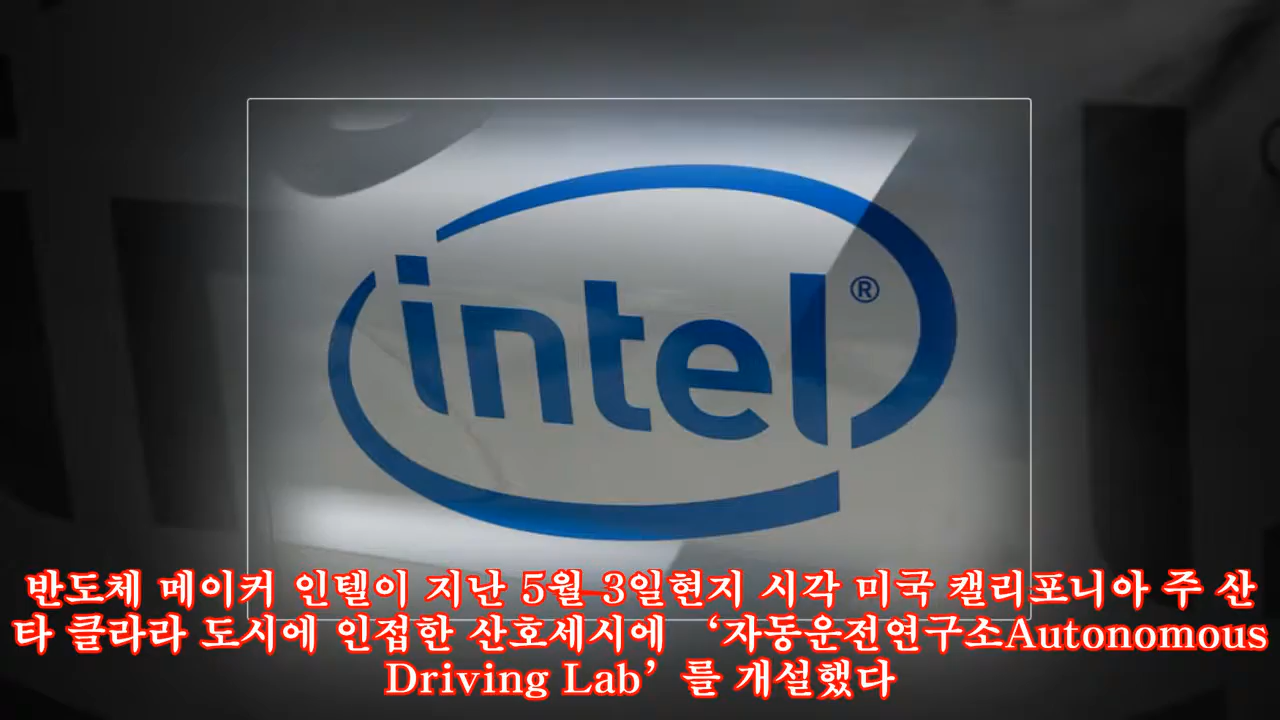 intel®
반도체 메이커 인텔이 지난 5월 3일현지 시각 미국 캘리포니아 주 산
타 클라라 도시에 인접한 산호세시에 ‘자동운전연구소Autonomous
Driving Lab’를 개설했다